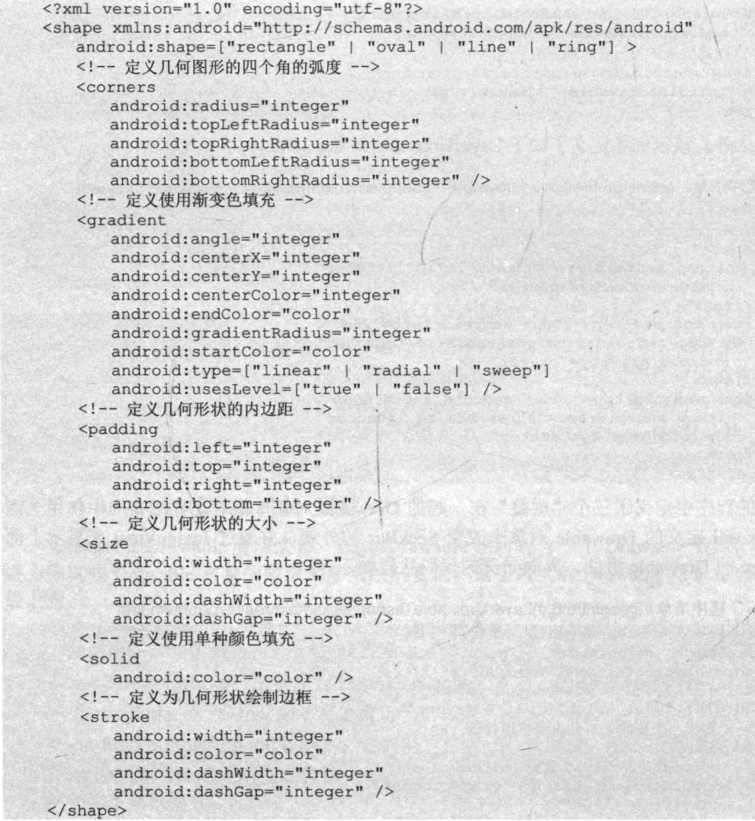 <?xml version="1.0" encoding="utf-8"?>
<shape xmlns:android="http://schemas.android.com/apk/res/android"
android:shape=["rectangle" | "oval" | "line" | "ring"] >
<!-- 定义几何图形的四个角的弧度 -->
<corners
android:radius="integer"
android:topLeftRadius="integer"
android:topRightRadius="integer"
android:bottomLeftRadius="integer"
android:bottomRightRadius="integer" />
<!-- 定义使用渐变色填充 -->
<gradient
android:angle="integer"
android:centerX="integer"
android:centerY="integer"
android:centerColor="integer"
android:endColor="color"
android:gradientRadius="integer"
android:startColor="color"
android:type=["linear" | "radial" | "sweep"]
android:usesLevel=["true" | "false"] />
<!-- 定义几何形状的内边距 -->
<padding
android:left="integer"
android:top="integer"
android:right="integer"
android:bottom="integer" />
<!-- 定义几何形状的大小 -->
<size
android:width="integer"
android:color="color"
android:dashWidth="integer"
android:dashGap="integer" />
<!-- 定义使用单种颜色填充 -->
<solid
android:color="color" />
<!-- 定义为几何形状绘制边框 -->
<stroke
android:width="integer"
android:color="color"
android:dashWidth="integer"
android:dashGap="integer" />
</shape>